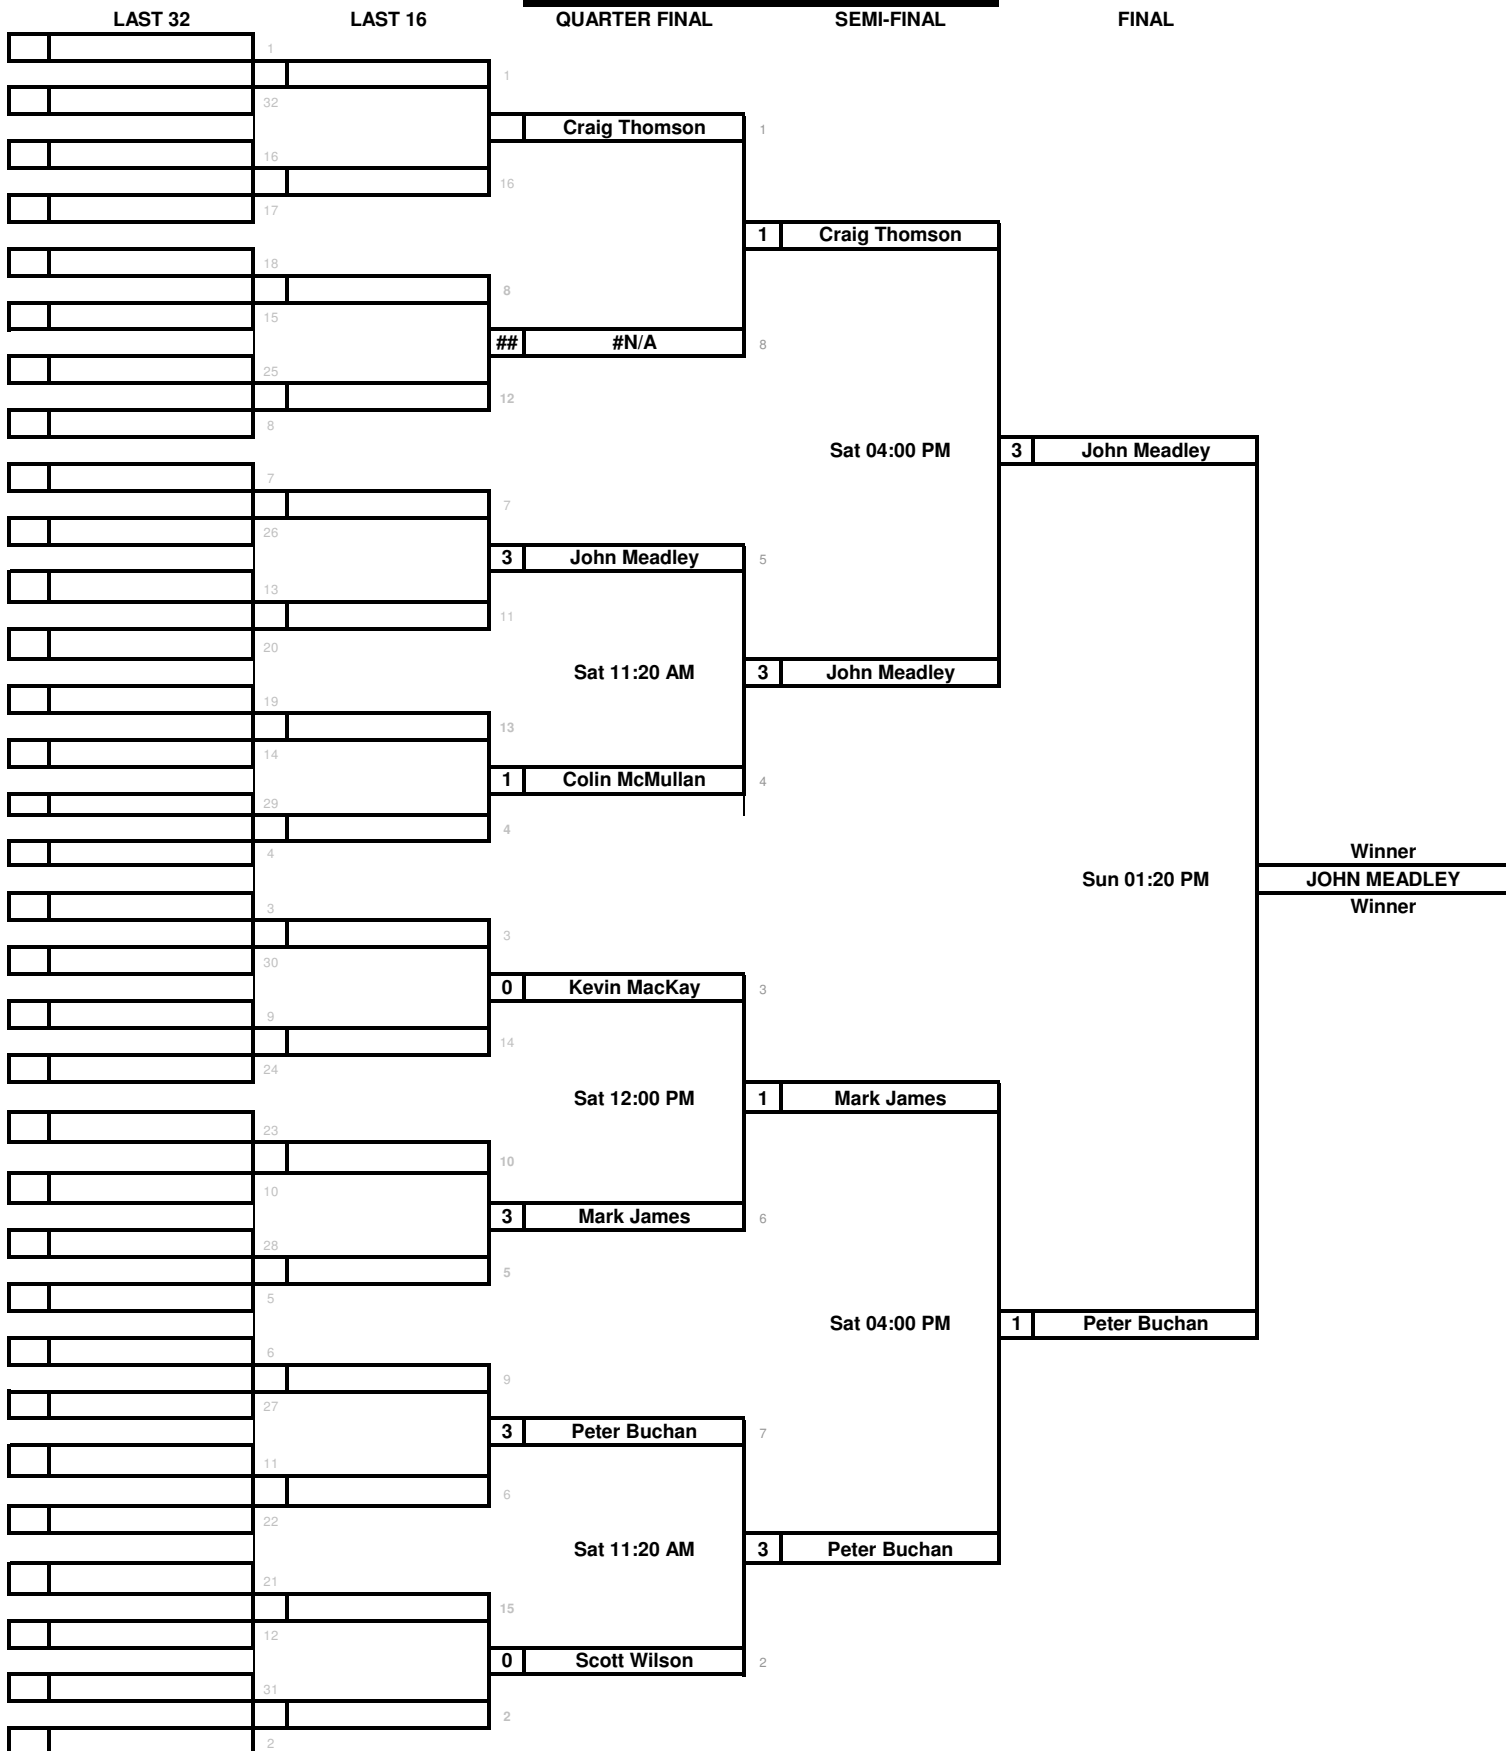 LAST 32 LAST 16 QUARTER FINAL SEMI-FINAL FINAL
1
1
32
Craig Thomson 1
16
16
17
1 Craig Thomson
18
8
15
## #N/A 8
25
12
8
Sat 04:00 PM 3 John Meadley
7
7
26
3 John Meadley 5
13
11
20
Sat 11:20 AM 3 John Meadley
19
13
14
1 Colin McMullan 4
29
4
4
Winner
Sun 01:20 PM JOHN MEADLEY
Winner
3
3
30
0 Kevin MacKay 3
9
14
24
Sat 12:00 PM 1 Mark James
23
10
10
3 Mark James 6
28
5
5
Sat 04:00 PM 1 Peter Buchan
6
9
27
3 Peter Buchan 7
11
6
22
Sat 11:20 AM 3 Peter Buchan
21
15
12
0 Scott Wilson 2
31
2
2